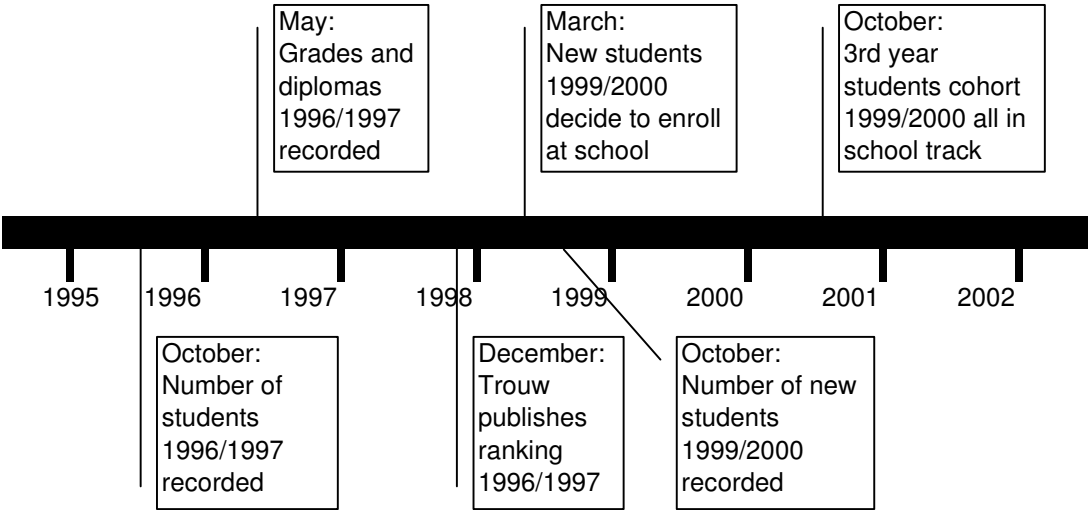 May:
Grades and
diplomas
1996/1997
recorded
March:
New students
1999/2000
decide to enroll
at school
October:
3rd year
students cohort
1999/2000 all in
school track
1995
1996
1997
1998
1999
2000
2001
2002
October:
Number of
students
1996/1997
recorded
December:
Trouw
publishes
ranking
1996/1997
October:
Number of new
students
1999/2000
recorded